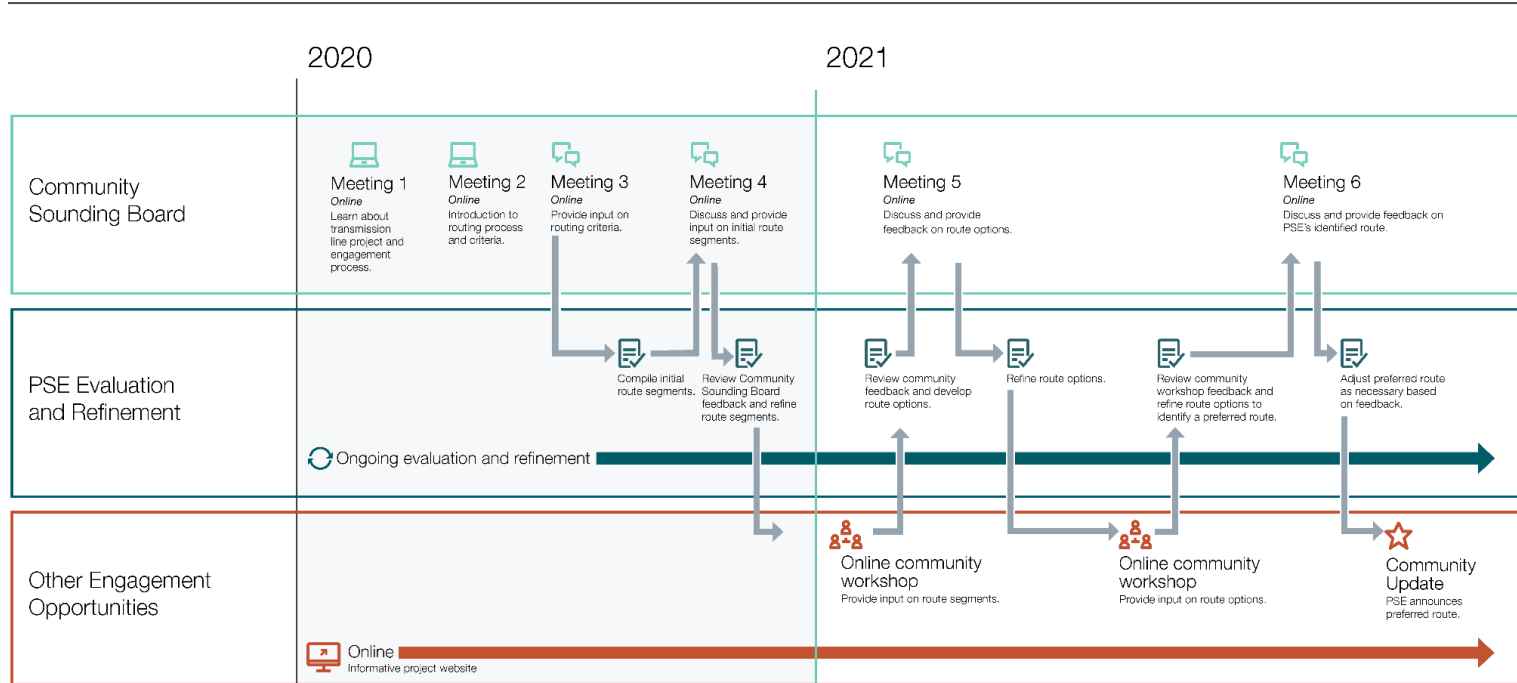 2020
2021
Community
Sounding Board
Meeting 1
Online
Learn about
transmission
line project and
engagement
process.
Meeting 2
Online
Introduction to
routing process
and criteria.
Meeting 3
Online
Provide input on
routing criteria.
Meeting 4
Online
Discuss and provide
input on initial route
segments.
Meeting 5
Online
Discuss and provide
feedback on route options.
Meeting 6
Online
Discuss and provide feedback on
PSE's identified route.
PSE Evaluation
and Refinement
Compile initial
route segments.
Review Community
Sounding Board
feedback and refine
route segments.
Review community
feedback and develop
route options.
Refine route options.
Review community
workshop feedback and
refine route options to
identify a preferred route.
Adjust preferred route
as necessary based
on feedback.
Ongoing evaluation and refinement
Other Engagement
Opportunities
Online community
workshop
Provide input on route segments.
Online community
workshop
Provide input on route options.
Community
Update
PSE announces
preferred route.
Online
Informative project website